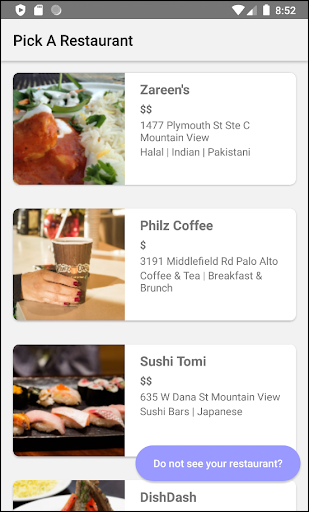 8:52
Pick A Restaurant
Zareen's
$$
1477 Plymouth St Ste C
Mountain View
Halal | Indian | Pakistani
Philz Coffee
$
3191 Middlefield Rd Palo Alto
Coffee & Tea | Breakfast &
Brunch
Sushi Tomi
$$
635 W Dana St Mountain View
Sushi Bars | Japanese
Do not see your restaurant?
DishDash